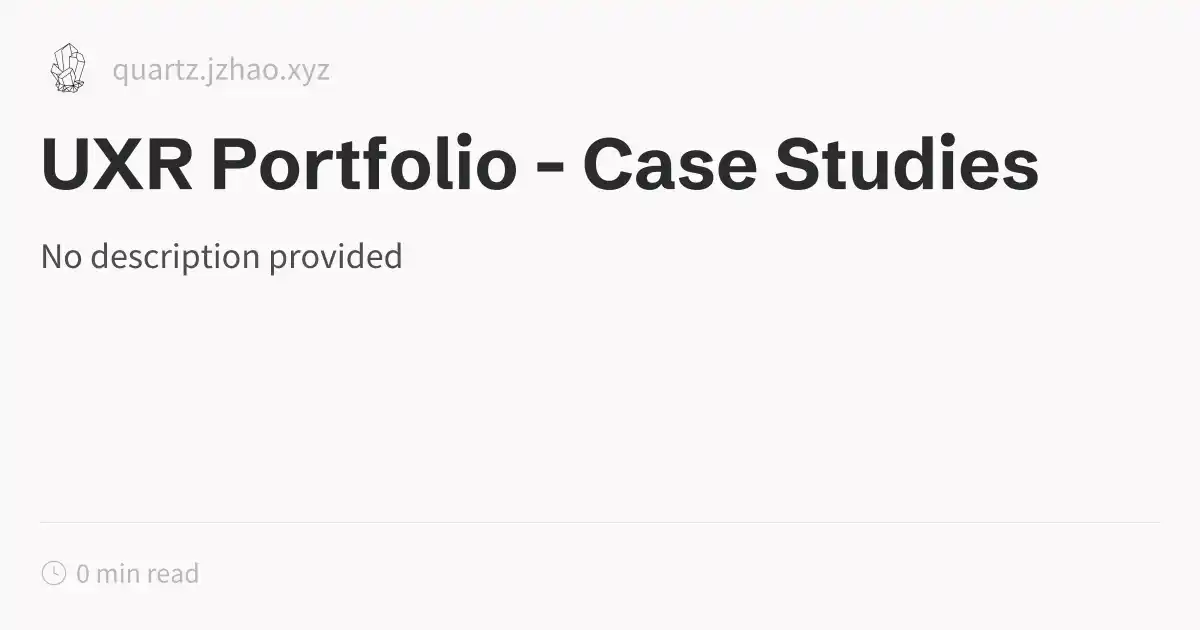 quartz.jzhao.xyz
UXR Portfolio - Case Studies
No description provided
0 min read